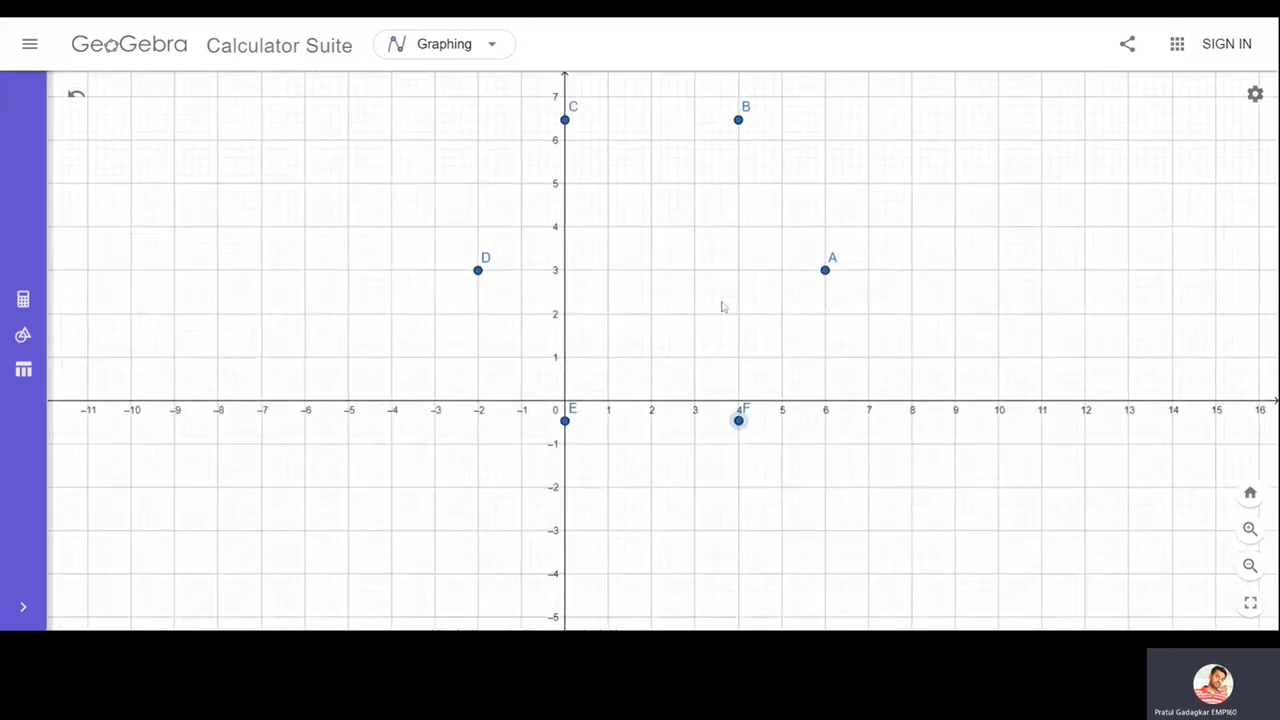 GeoGebra Calculator Suite Graphing SIGN IN
7
C B
6
5
4
D 3 A
2
1
E F
–11 –10 –9 –8 –7 –6 –5 –4 –3 –2 –1 0 1 2 3 4 5 6 7 8 9 10 11 12 13 14 15 16
–1
–2
–3
–4
–5
Pratul Gadagkar EMP160